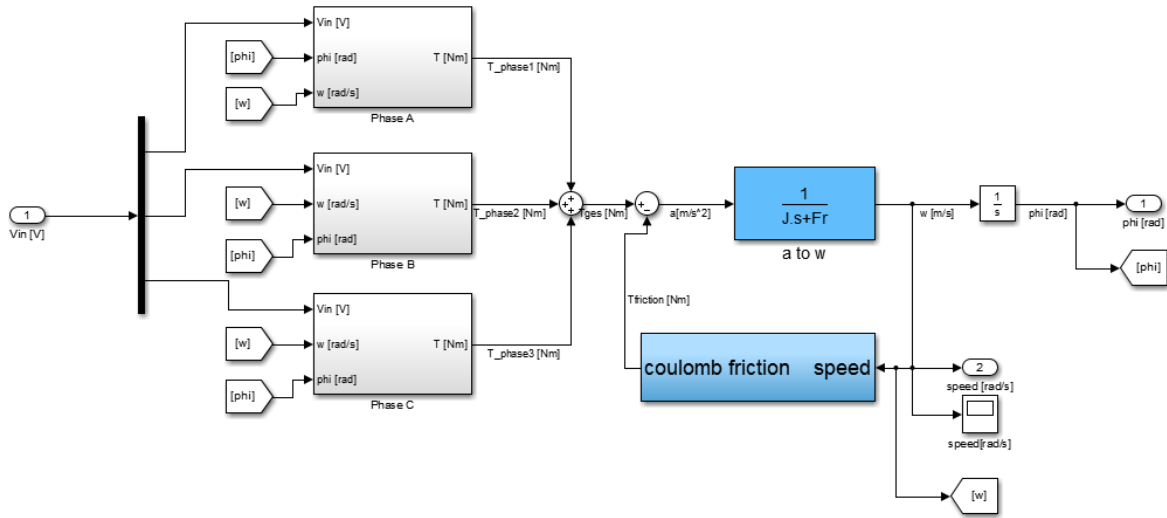 Vin [V]
[phi]
phi [rad]
T [Nm]
T_phase1 [Nm]
[w]
w [rad/s]
Phase A
Vin [V]
[w]
w [rad/s]
T [Nm]
T_phase2 [Nm]
[phi]
phi [rad]
Phase B
1
Vin [V]
Vin [V]
[w]
w [rad/s]
T [Nm]
T_phase3 [Nm]
[phi]
phi [rad]
Phase C
Tges [Nm]
a[m/s^2]
1
J.s+Fr
a to w
w [m/s]
1
s
phi [rad]
1
phi [rad]
[phi]
Tfriction [Nm]
coulomb friction speed
2
speed [rad/s]
speed[rad/s]
[w]